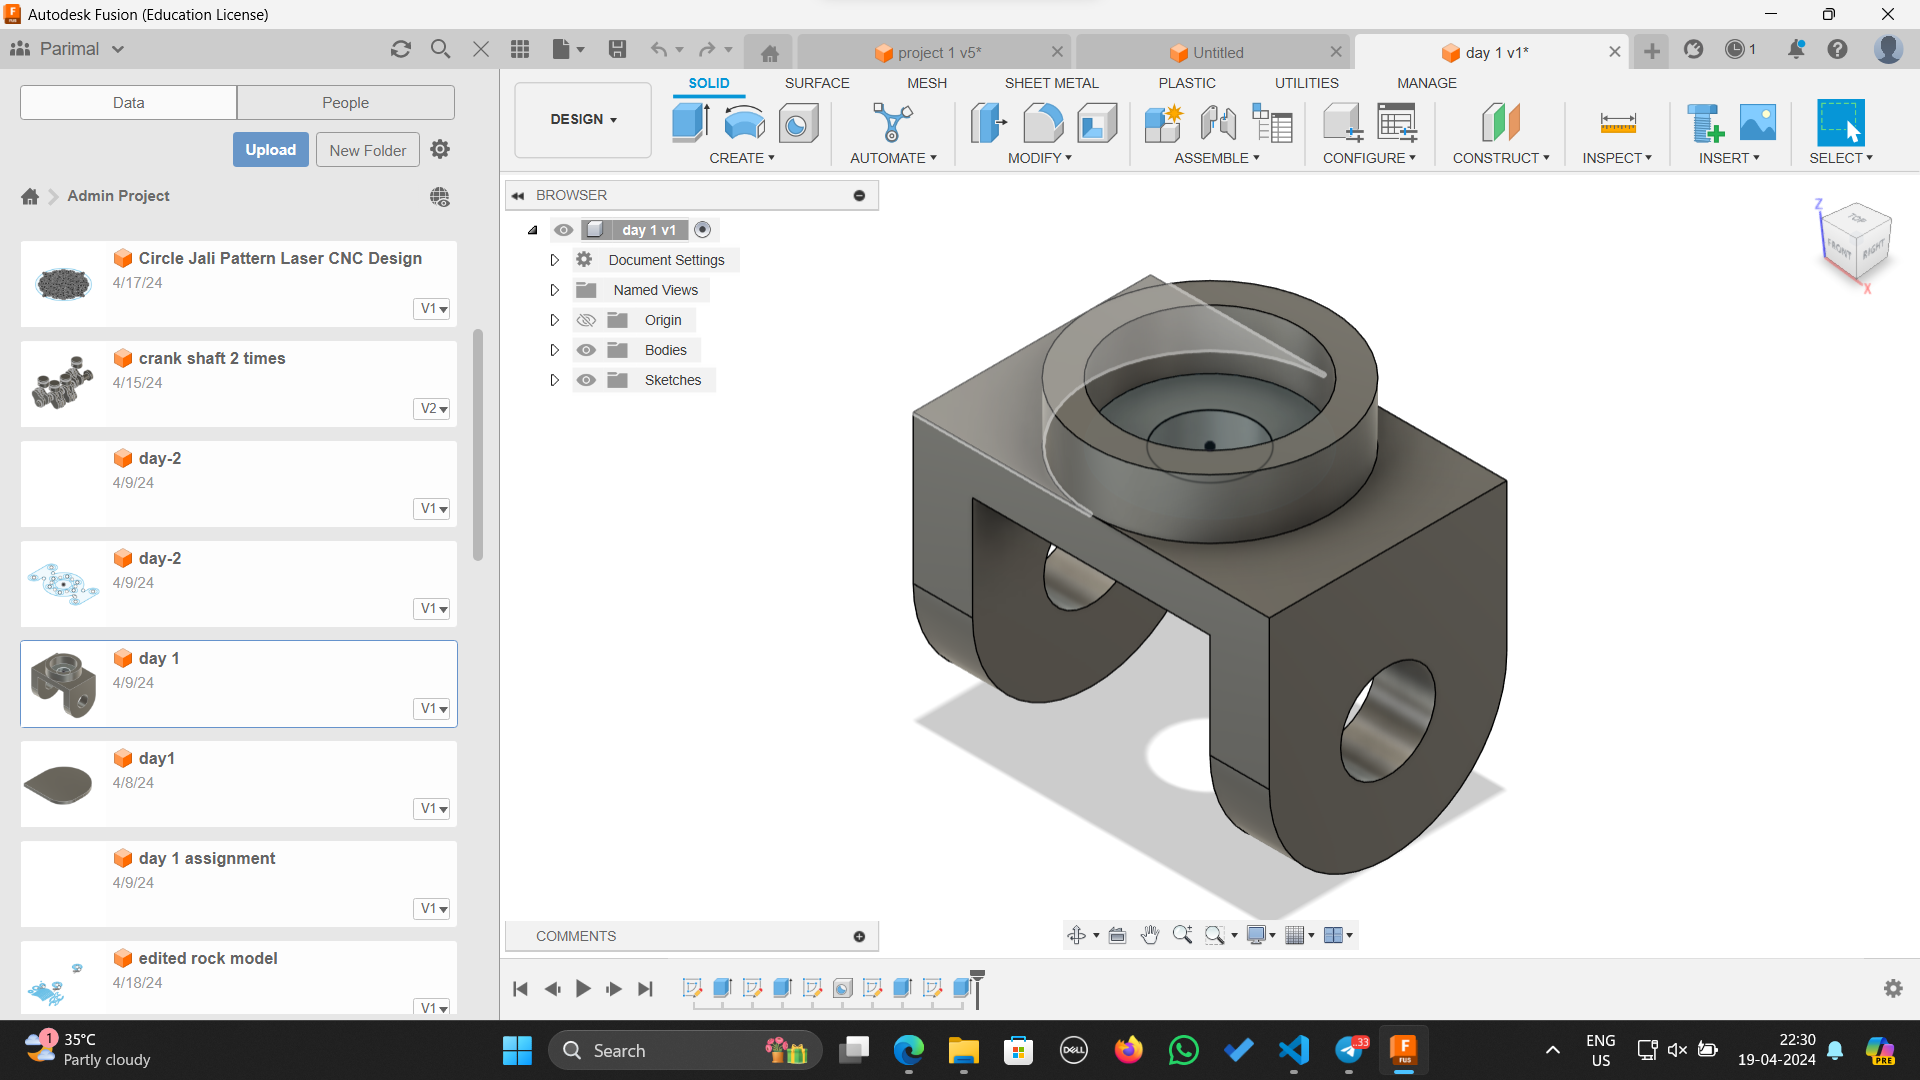 Autodesk Fusion (Education License)
Parimal
project 1 v5*
Untitled
day 1 v1*
1
Data
People
Upload
New Folder
Admin Project
Circle Jali Pattern Laser CNC Design
4/17/24
V1
crank shaft 2 times
4/15/24
V2
day-2
4/9/24
V1
day-2
4/9/24
V1
day 1
4/9/24
V1
day1
4/8/24
V1
day 1 assignment
4/9/24
V1
edited rock model
4/18/24
V1
DESIGN
SOLID
SURFACE
MESH
SHEET METAL
PLASTIC
UTILITIES
MANAGE
CREATE
AUTOMATE
MODIFY
ASSEMBLE
CONFIGURE
CONSTRUCT
INSPECT
INSERT
SELECT
BROWSER
day 1 v1
Document Settings
Named Views
Origin
Bodies
Sketches
Z
TOP
FRONT
RIGHT
X
COMMENTS
1
35°C
Partly cloudy
Search
DELL
33
F
FUS
ENG
US
22:30
19-04-2024
PRE